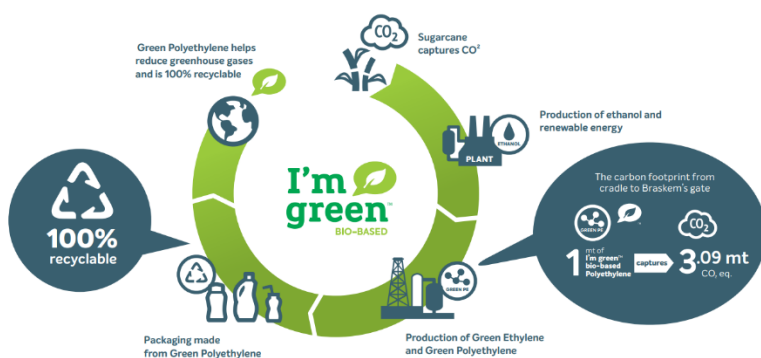 CO₂
Sugarcane
captures CO²
Green Polyethylene helps
reduce greenhouse gases
and is 100% recyclable
Production of ethanol and
renewable energy
ETHANOL
PLANT
The carbon footprint from
cradle to Braskem's gate
GREEN PE
CO₂
1 mt of
I'm green™
bio-based
Polyethylene
captures
3.09 mt
CO₂ eq.
I'm
green™
BIO-BASED
100%
recyclable
GREEN PE
Packaging made
from Green Polyethylene
Production of Green Ethylene
and Green Polyethylene